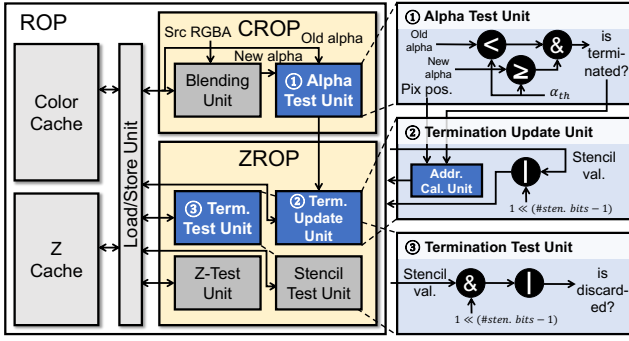 ROP
Color
Cache
Z
Cache
Load/Store Unit
CROP
Src RGBA
Old alpha
New alpha
Blending
Unit
① Alpha
Test Unit
ZROP
③ Term.
Test Unit
② Term.
Update
Unit
Z-Test
Unit
Stencil
Test Unit
① Alpha Test Unit
Old
alpha
New
alpha
Pix pos.
<
&
≥
α_th
is
termi-
nated?
② Termination Update Unit
Addr.
Cal. Unit
|
Stencil
val.
1 ≪ (#sten. bits − 1)
③ Termination Test Unit
Stencil
val.
&
|
1 ≪ (#sten. bits − 1)
is
discard-
ed?